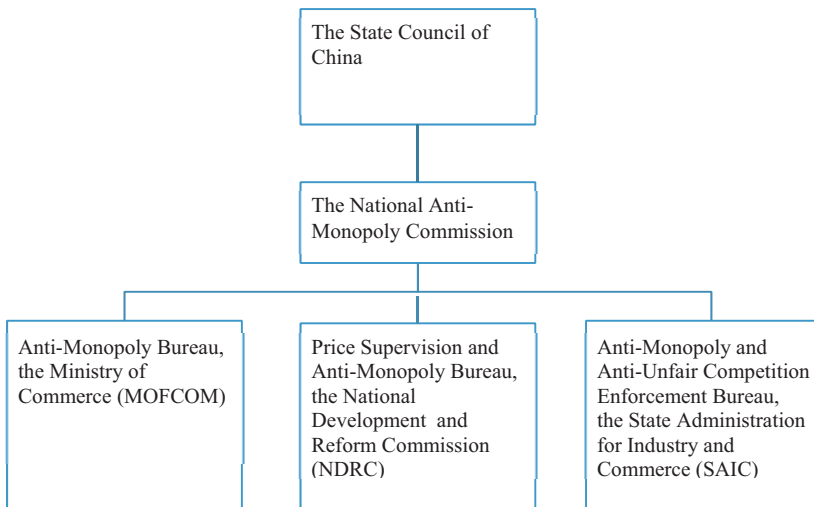 The State Council of
China
The National Anti-
Monopoly Commission
Anti-Monopoly Bureau,
the Ministry of
Commerce (MOFCOM)
Price Supervision and
Anti-Monopoly Bureau,
the National
Development and
Reform Commission
(NDRC)
Anti-Monopoly and
Anti-Unfair Competition
Enforcement Bureau,
the State Administration
for Industry and
Commerce (SAIC)